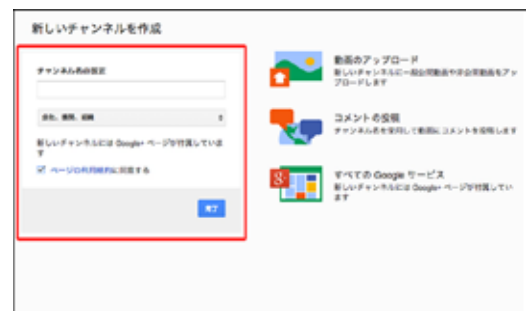 新しいチャンネルを作成
チャンネル名の設定
会社、機関、組織
新しいチャンネルには Google+ ページが付属していま
す
ページの利用規約に同意する
完了
動画のアップロード
新しいチャンネルに一般公開動画や非公開動画をアッ
プロードします
コメントの投稿
チャンネル名を使用して動画にコメントを投稿します
すべての Google サービス
新しいチャンネルには Google+ ページが付属してい
ます